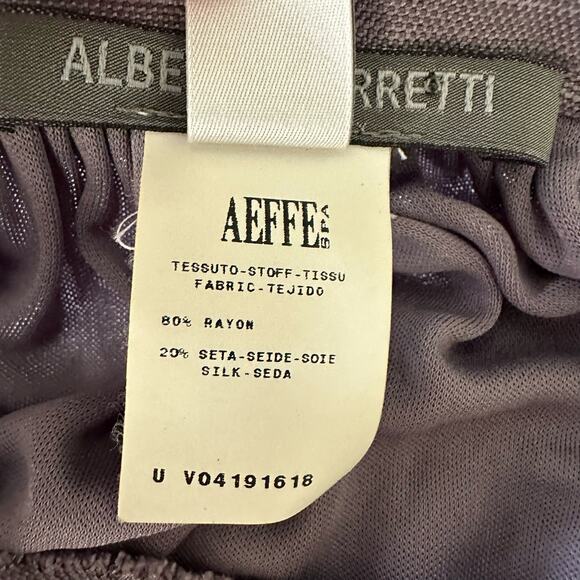 ALBE RRETTI
AEFFE SPA
TESSUTO-STOFF-TISSU
FABRIC-TEJIDO
80% RAYON
20% SETA-SEIDE-SOIE
SILK-SEDA
U V04191618